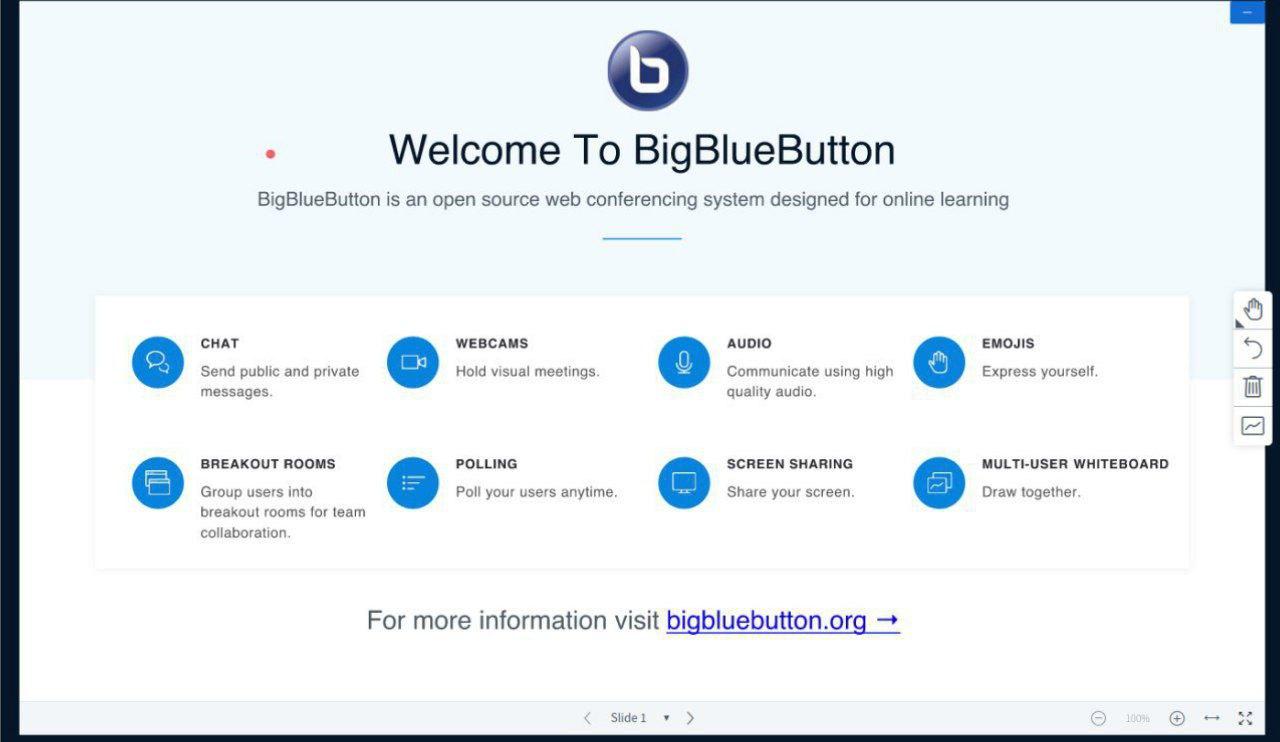 Welcome To BigBlueButton
BigBlueButton is an open source web conferencing system designed for online learning
CHAT
Send public and private
messages.
WEBCAMS
Hold visual meetings.
AUDIO
Communicate using high
quality audio.
EMOJIS
Express yourself.
BREAKOUT ROOMS
Group users into
breakout rooms for team
collaboration.
POLLING
Poll your users anytime.
SCREEN SHARING
Share your screen.
MULTI-USER WHITEBOARD
Draw together.
For more information visit bigbluebutton.org →
Slide 1
100%